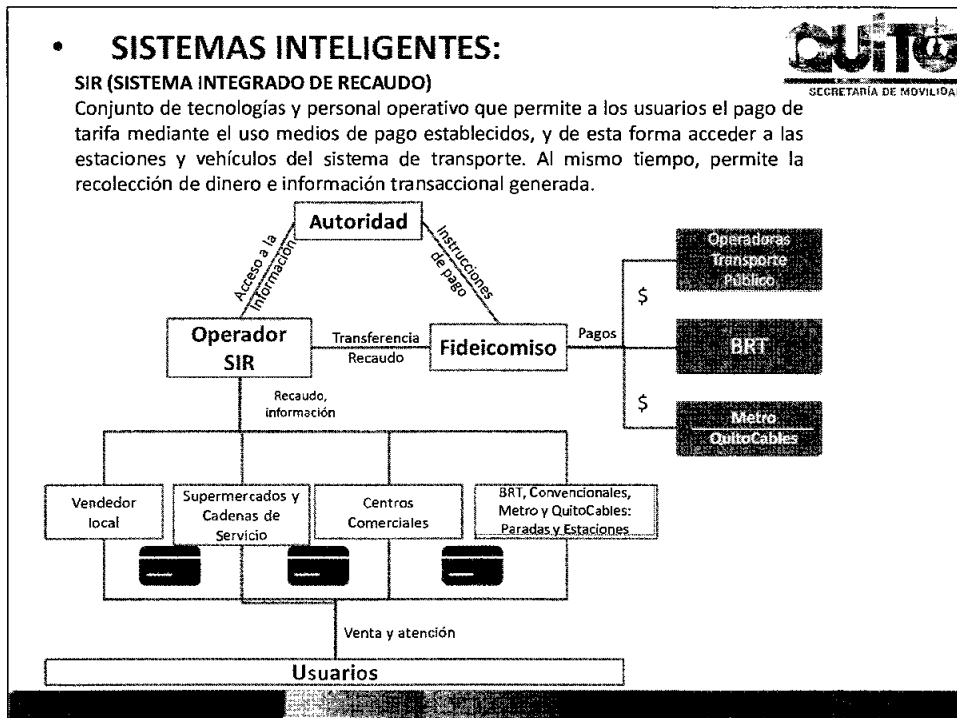 • SISTEMAS INTELIGENTES:
QUiTO
SECRETARÍA DE MOVILIDAD
SIR (SISTEMA INTEGRADO DE RECAUDO)
Conjunto de tecnologías y personal operativo que permite a los usuarios el pago de
tarifa mediante el uso medios de pago establecidos, y de esta forma acceder a las
estaciones y vehículos del sistema de transporte. Al mismo tiempo, permite la
recolección de dinero e información transaccional generada.
Autoridad
Acceso a la
Información
Instrucciones
de pago
Operadoras
Transporte
Público
$
Operador
SIR
Transferencia
Recaudo
Fideicomiso
Pagos
BRT
$
Metro
QuitoCables
Recaudo,
información
Vendedor
local
Supermercados y
Cadenas de
Servicio
Centros
Comerciales
BRT, Convencionales,
Metro y QuitoCables:
Paradas y Estaciones
Venta y atención
Usuarios